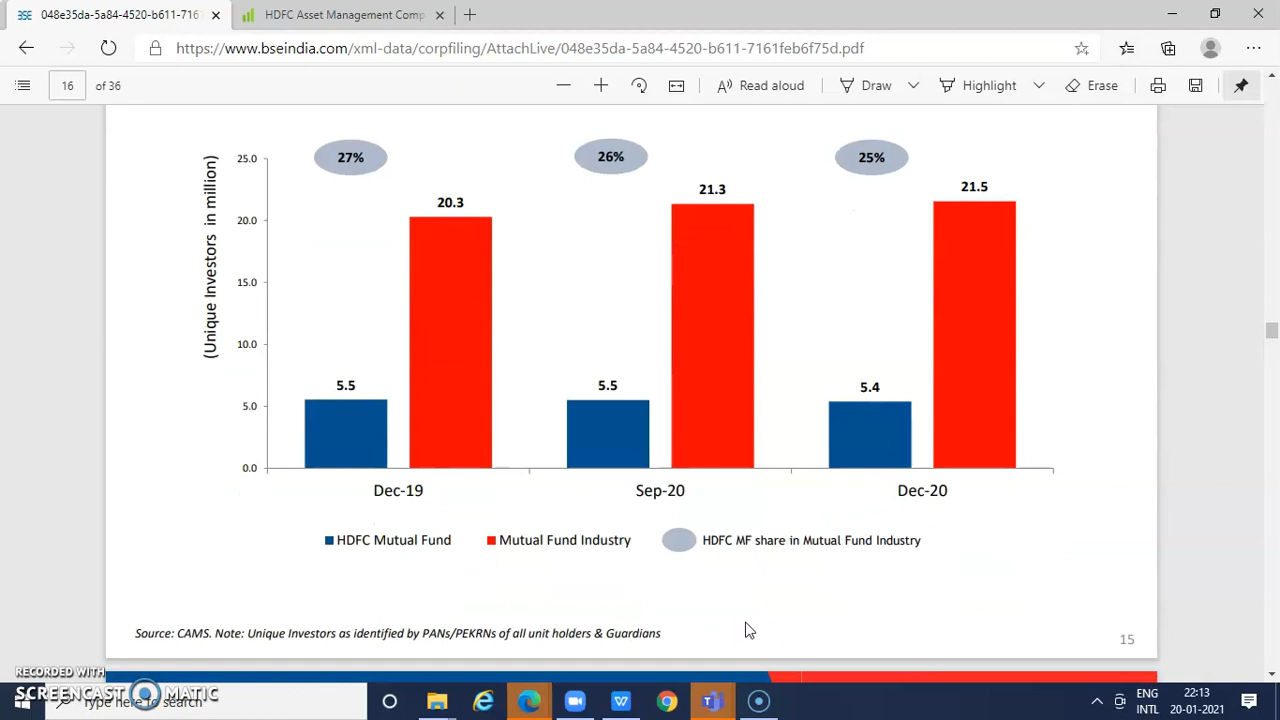 048e35da-5a84-4520-b611-716
HDFC Asset Management Comp
https://www.bseindia.com/xml-data/corpfiling/AttachLive/048e35da-5a84-4520-b611-7161feb6f75d.pdf
16 of 36
Read aloud
Draw
Highlight
Erase
(Unique Investors in million)
25.0
20.0
15.0
10.0
5.0
0.0
27%
26%
25%
20.3
21.3
21.5
5.5
5.5
5.4
Dec-19
Sep-20
Dec-20
HDFC Mutual Fund
Mutual Fund Industry
HDFC MF share in Mutual Fund Industry
Source: CAMS. Note: Unique Investors as identified by PANs/PEKRNs of all unit holders & Guardians
15
RECORDED WITH
SCREENCAST MATIC
Type here to search
ENG
INTL
22:13
20-01-2021